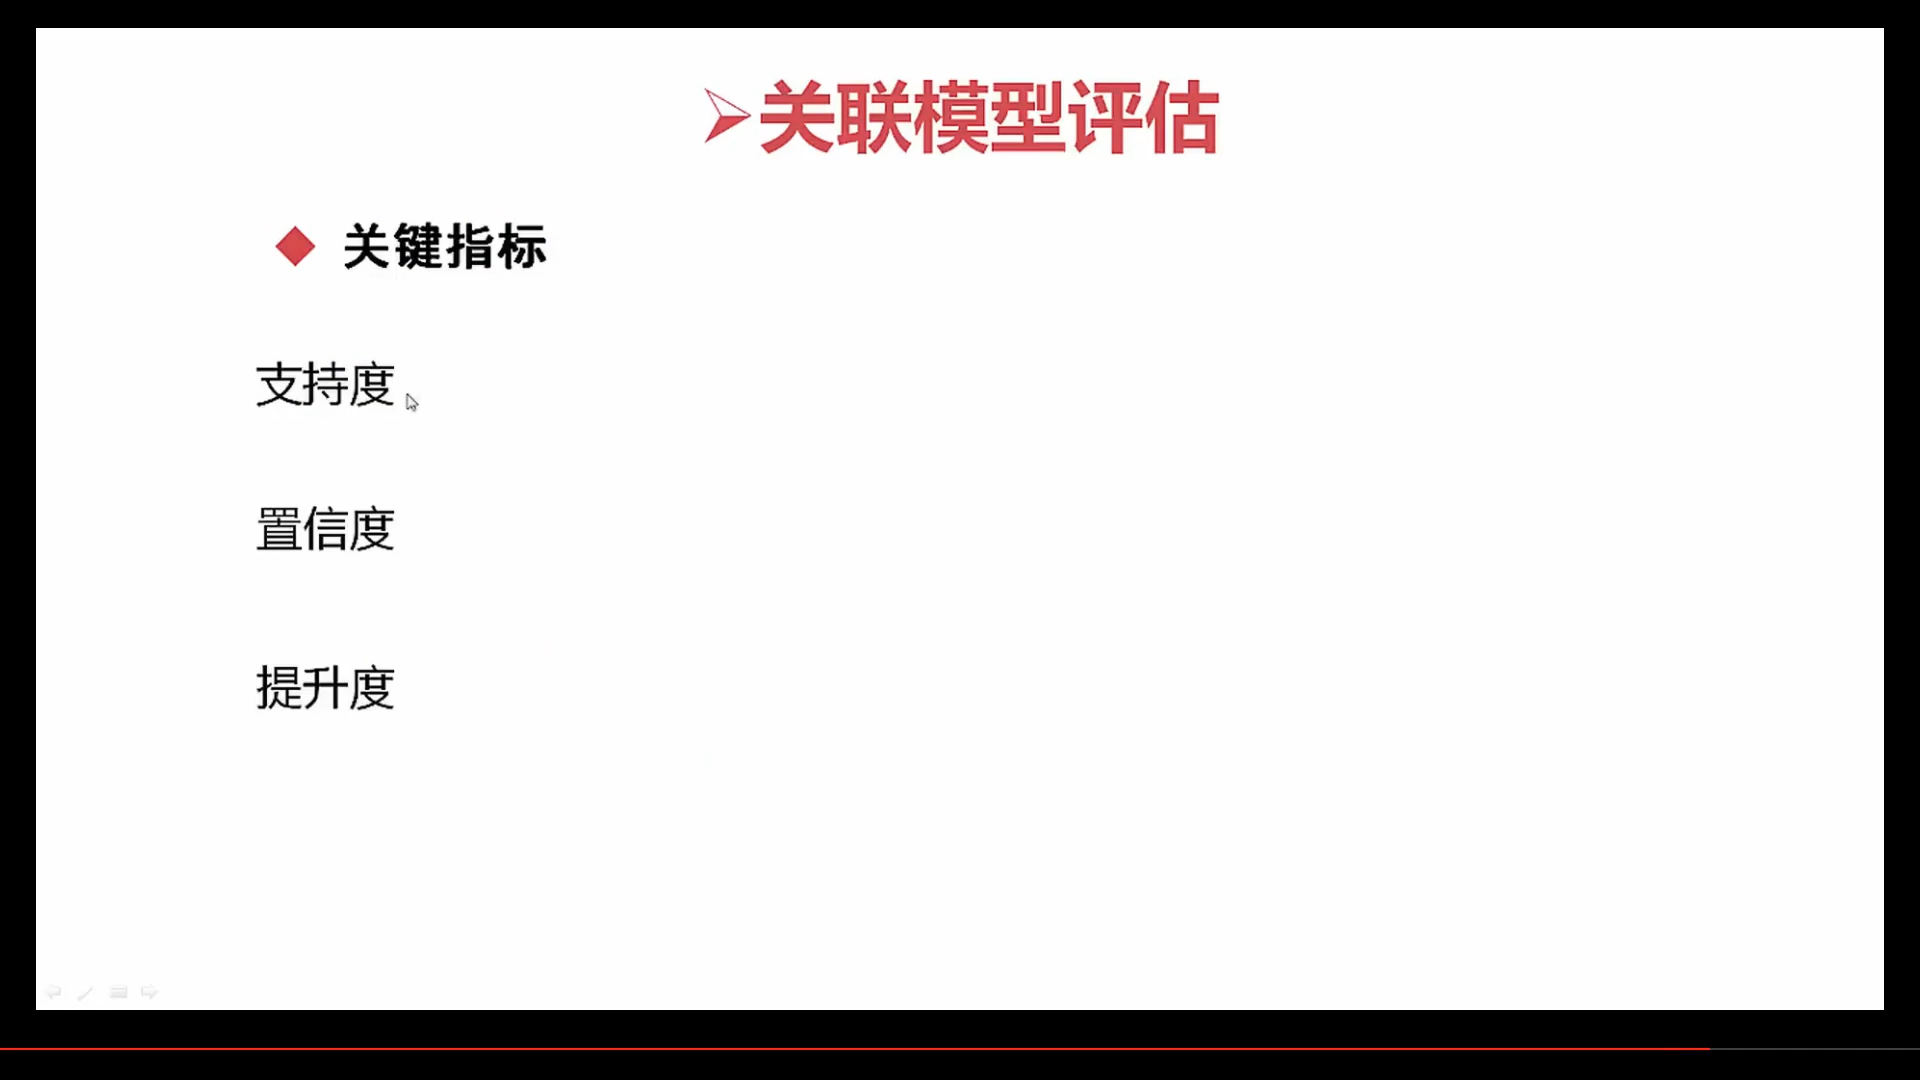 关联模型评估
关键指标
支持度
置信度
提升度